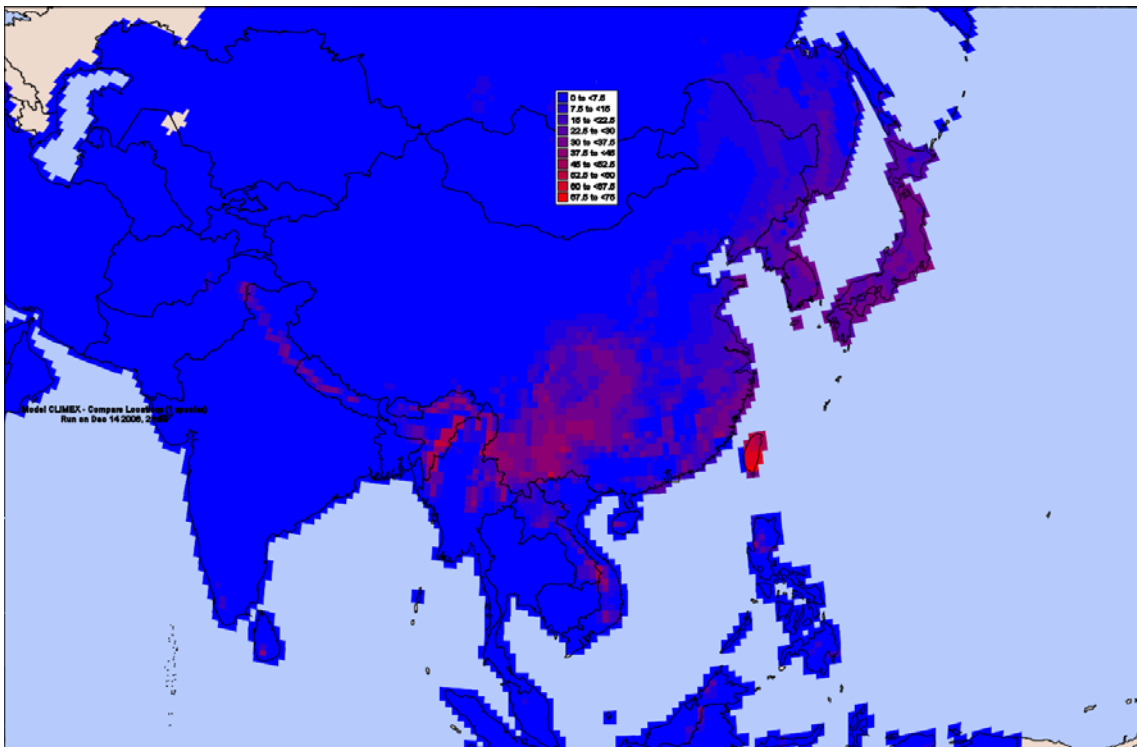 0 to <7.5
7.5 to <15
15 to <22.5
22.5 to <30
30 to <37.5
37.5 to <45
45 to <52.5
52.5 to <60
60 to <67.5
67.5 to <75
Model CLIMEX - Compare Locations (1 species)
Run on Dec 14 2006,